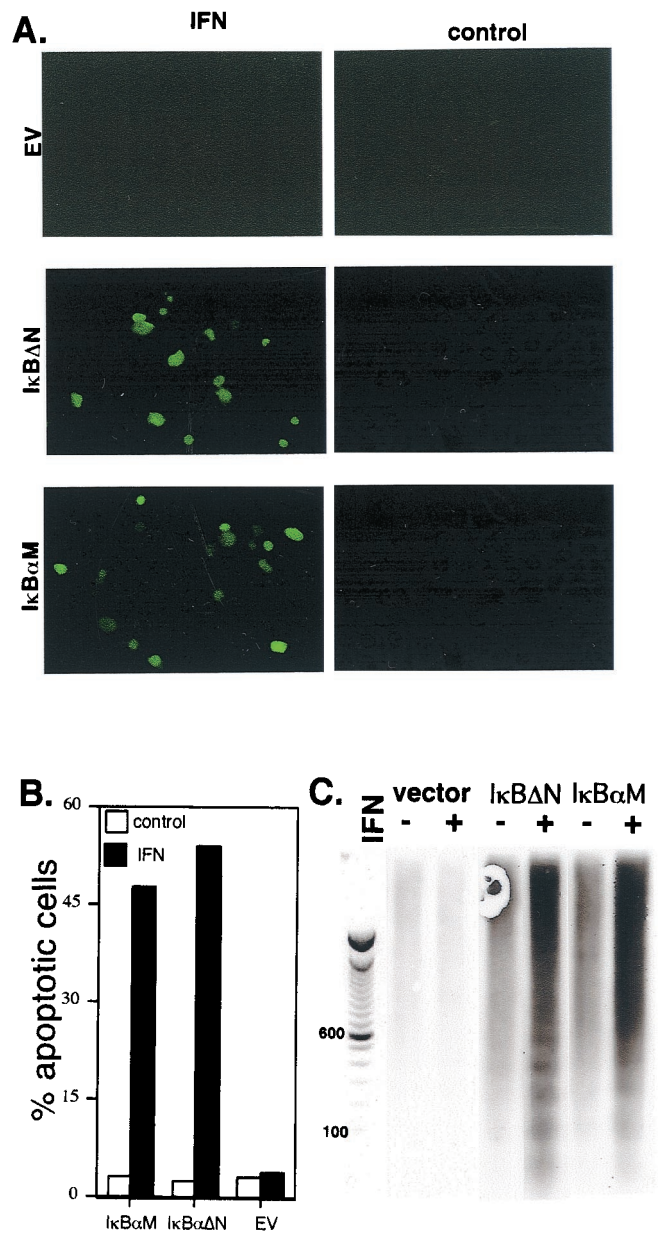 A.
IFN
control
EV
IκBΔN
IκBαM
B.
60
45
30
15
0
% apoptotic cells
control
IFN
IκBαM
IκBαΔN
EV
C.
IFN
vector IκBΔN IκBαM
- + - + - +
600
100